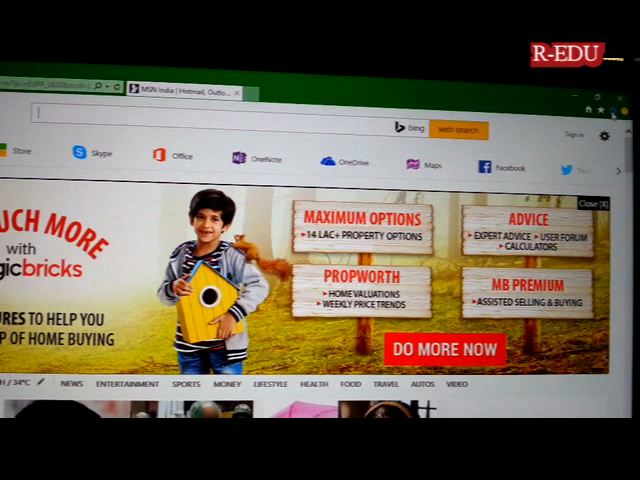 R-EDU
MSN India | Hotmail, Outlo...
bing
web search
Sign in
Store
Skype
Office
OneNote
OneDrive
Maps
Facebook
Close [X]
UCH MORE
with
gicbricks
URES TO HELP YOU
P OF HOME BUYING
MAXIMUM OPTIONS
14 LAC+ PROPERTY OPTIONS
ADVICE
EXPERT ADVICE USER FORUM
CALCULATORS
PROPWORTH
HOME VALUATIONS
WEEKLY PRICE TRENDS
MB PREMIUM
ASSISTED SELLING & BUYING
DO MORE NOW
H / 34°C
NEWS ENTERTAINMENT SPORTS MONEY LIFESTYLE HEALTH FOOD TRAVEL AUTOS VIDEO